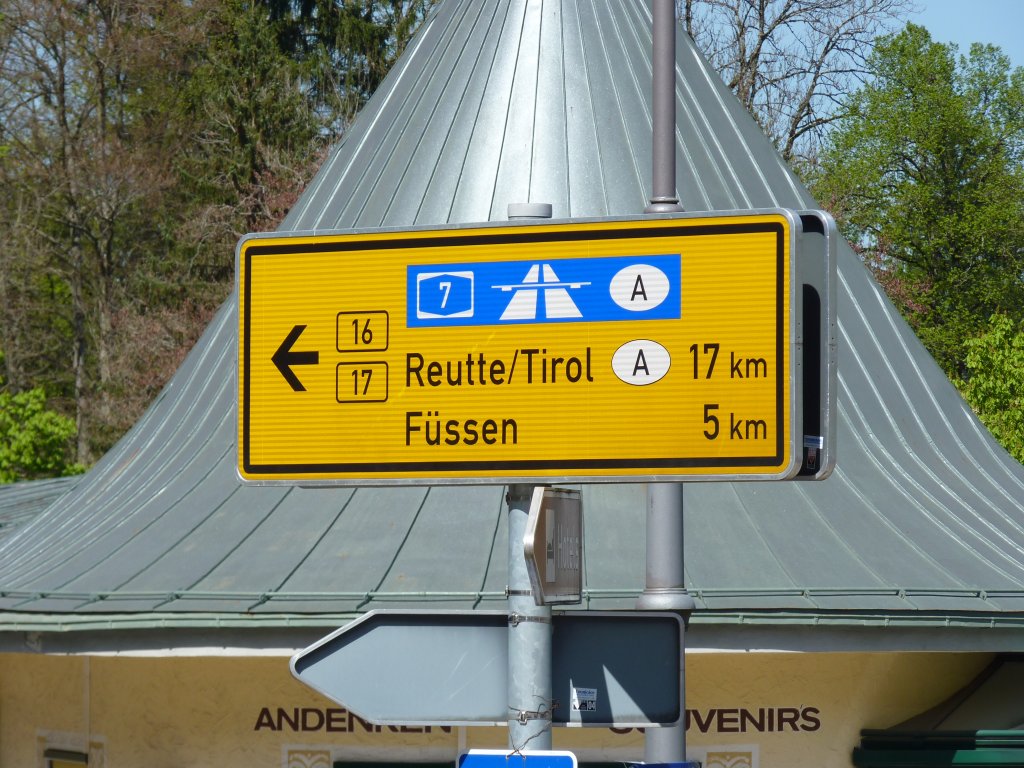 7 A
16
17 Reutte/Tirol A 17 km
Füssen 5 km
ANDENKEN SOUVENIRS